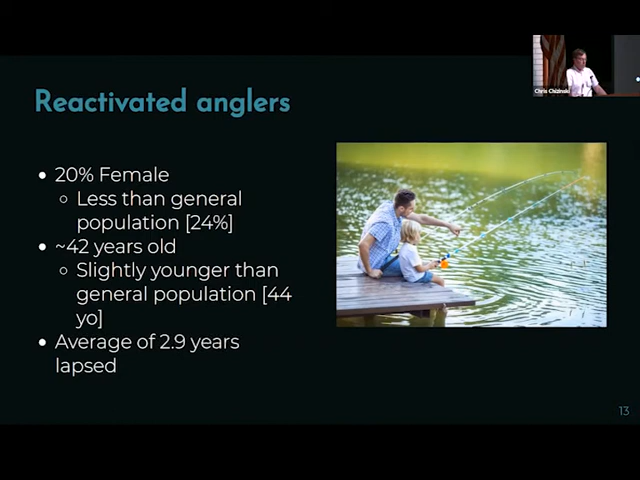 Chris Chizinski
Reactivated anglers
• 20% Female
○ Less than general
population [24%]
• ~42 years old
○ Slightly younger than
general population [44
yo]
• Average of 2.9 years
lapsed
13